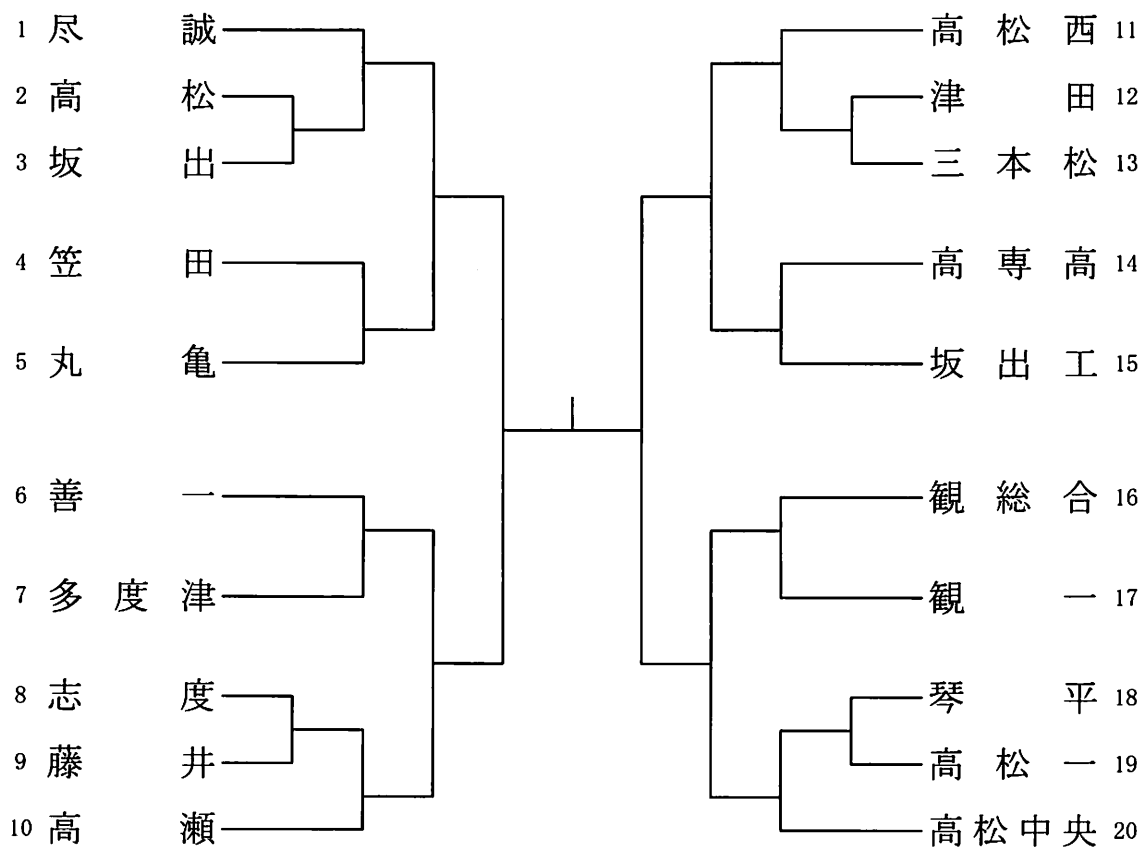 1 尽誠
2 高松
3 坂出
4 笠田
5 丸亀
6 善一
7 多度津
8 志度
9 藤井
10 高瀬
高松西 11
津田 12
三本松 13
高専高 14
坂出工 15
観総合 16
観一 17
琴平 18
高松一 19
高松中央 20